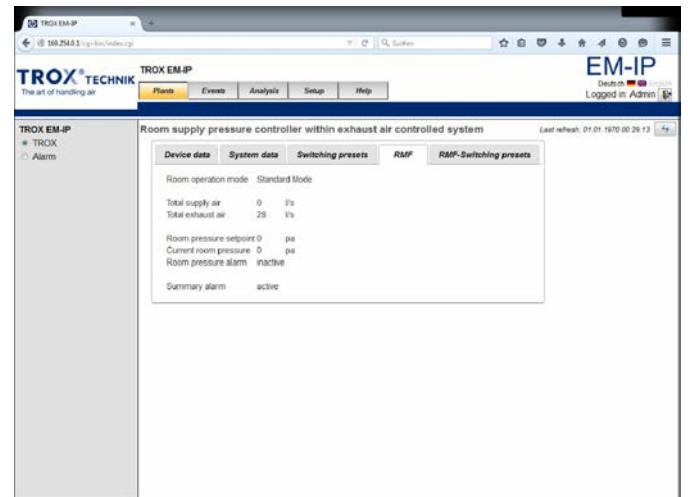 TROX EM-IP
169.254.0.1/cgi-bin/index.cgi
Suchen
TROX® TECHNIK
The art of handling air
TROX EM-IP
Plants Events Analysis Setup Help
EM-IP
Deutsch English
Logged in: Admin
TROX EM-IP
TROX
Alarm
Room supply pressure controller within exhaust air controlled system
Last refresh: 01.01.1970 00:29:13
Device data System data Switching presets RMF RMF-Switching presets
Room operation mode Standard Mode
Total supply air 0 l/s
Total exhaust air 28 l/s
Room pressure setpoint 0 pa
Current room pressure 0 pa
Room pressure alarm inactive
Summary alarm active